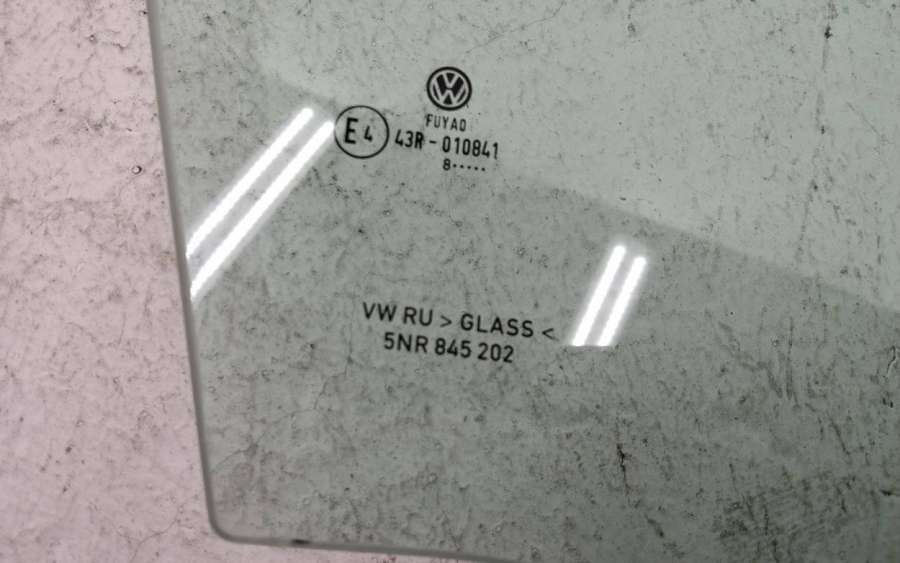 FUYAO
E4 43R-010841
8·····
VW RU > GLASS <
5NR 845 202